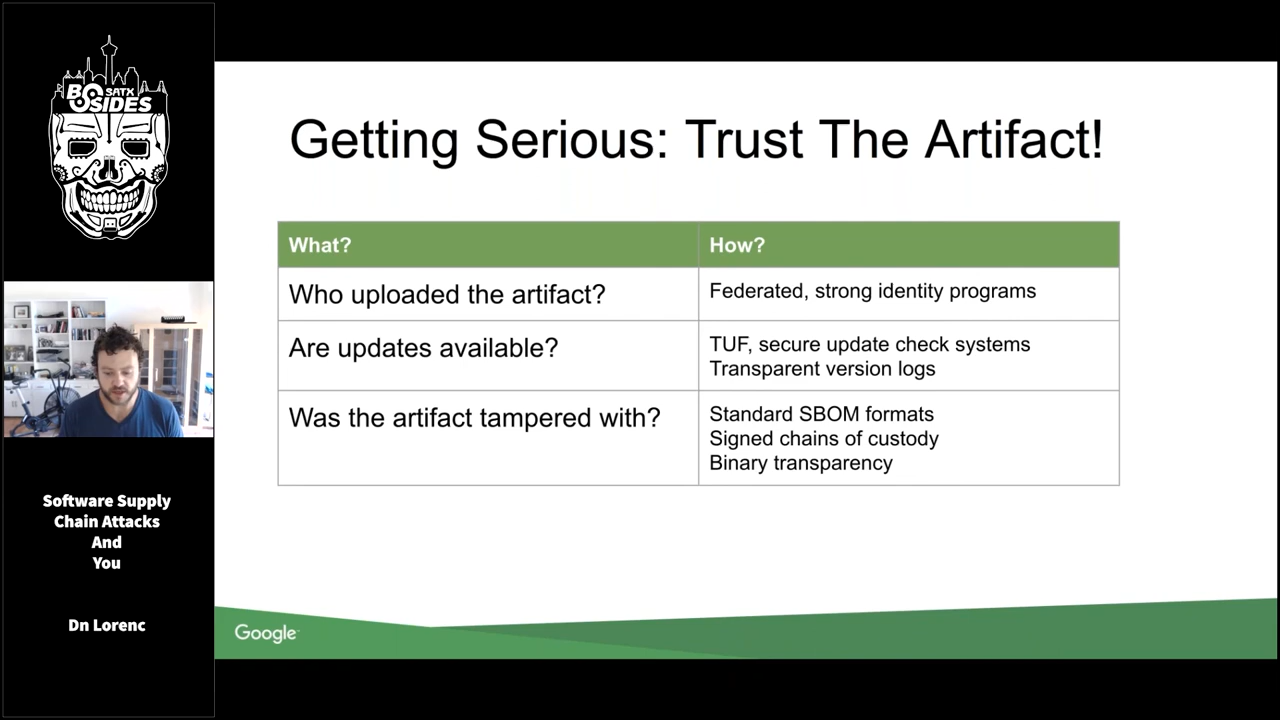 BSIDES
SATX
Software Supply
Chain Attacks
And
You
Dn Lorenc
Getting Serious: Trust The Artifact!
What?
How?
Who uploaded the artifact?
Federated, strong identity programs
Are updates available?
TUF, secure update check systems
Transparent version logs
Was the artifact tampered with?
Standard SBOM formats
Signed chains of custody
Binary transparency
Google